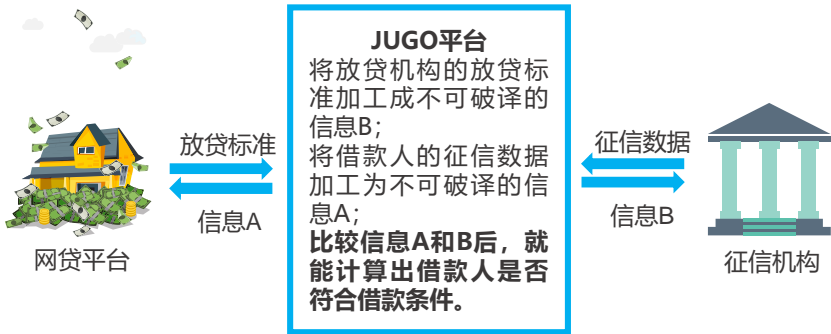 JUGO平台
将放贷机构的放贷标
准加工成不可破译的
信息B；
将借款人的征信数据
加工为不可破译的信
息A；
比较信息A和B后，就
能计算出借款人是否
符合借款条件。
放贷标准
信息A
网贷平台
征信数据
信息B
征信机构